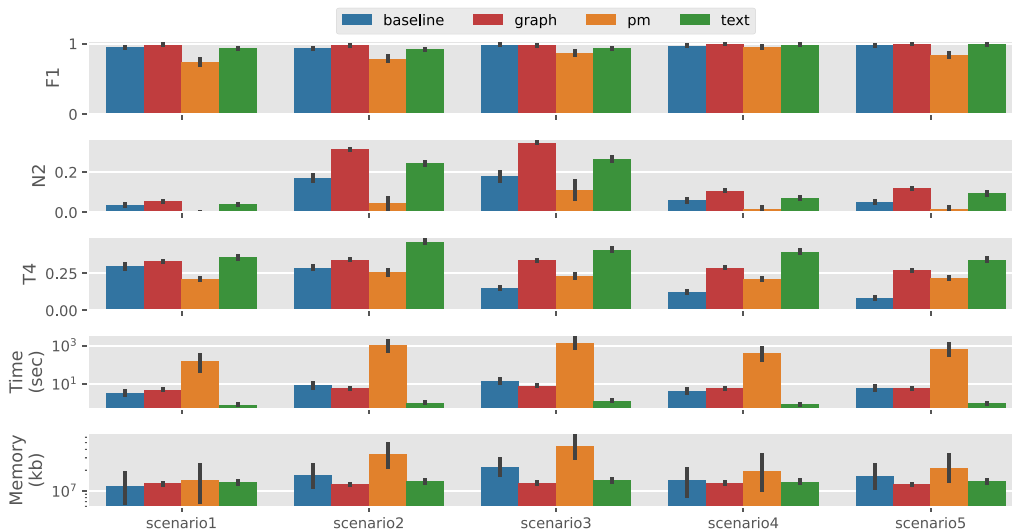 baseline graph pm text
F1
1
0
N2
0.2
0.0
T4
0.25
0.00
Time
(sec)
10³
10¹
Memory
(kb)
10⁷
scenario1 scenario2 scenario3 scenario4 scenario5